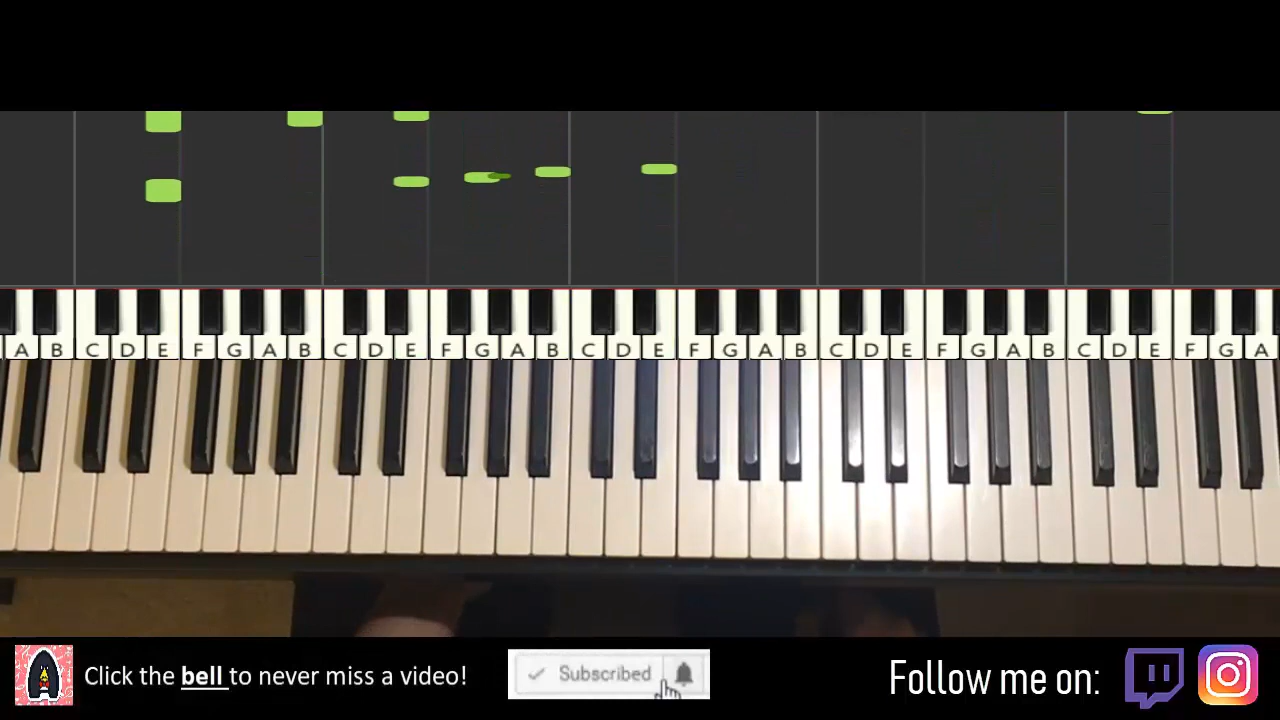 A B C D E F G A B C D E F G A B C D E F G A B C D E F G A B C D E F G A
Click the bell to never miss a video!
Subscribed
Follow me on: